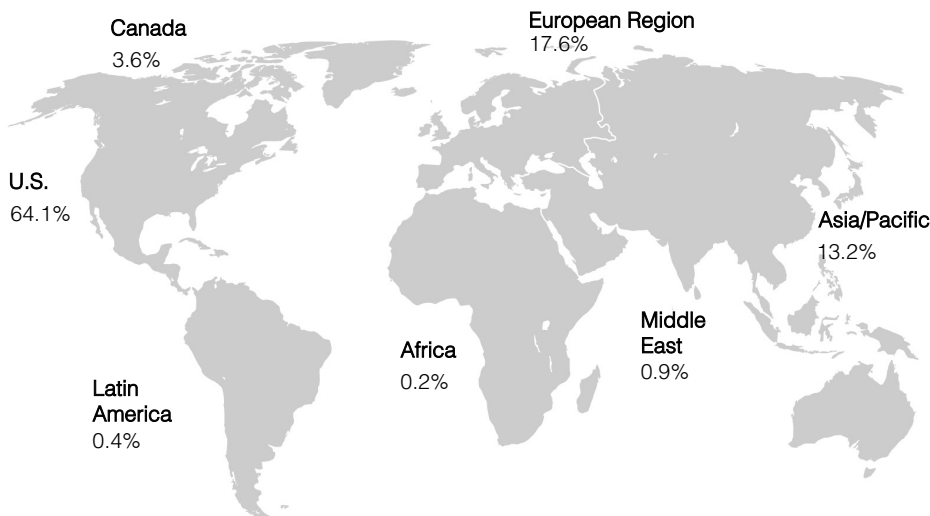 Canada
3.6%
European Region
17.6%
U.S.
64.1%
Asia/Pacific
13.2%
Middle
East
0.9%
Africa
0.2%
Latin
America
0.4%